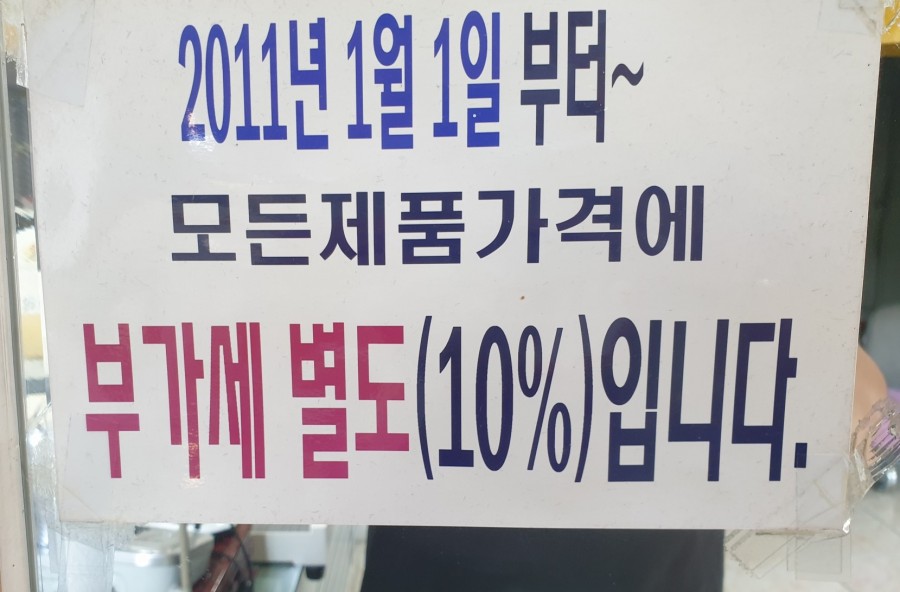 2011년 1월 1일 부터~
모든제품가격에
부가세 별도(10%)입니다.